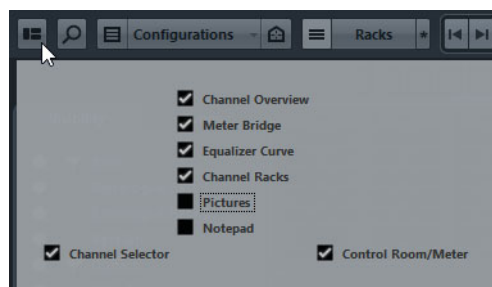 Configurations Racks *
Channel Overview
Meter Bridge
Equalizer Curve
Channel Racks
Pictures
Notepad
Channel Selector Control Room/Meter